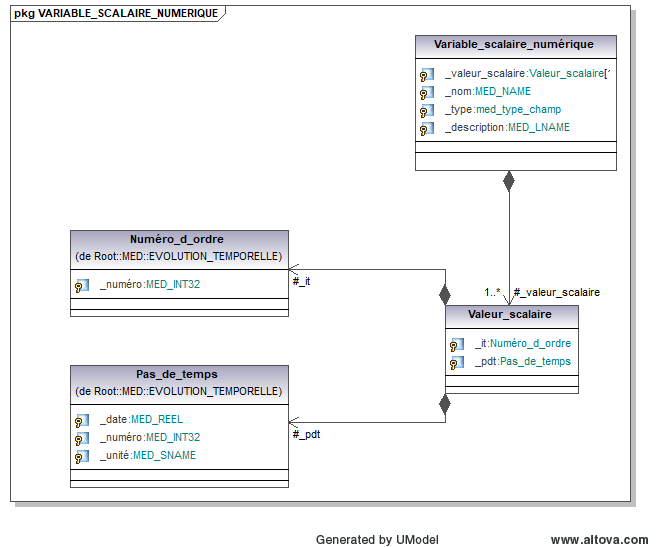 pkg VARIABLE_SCALAIRE_NUMERIQUE
Variable_scalaire_numérique
_valeur_scalaire:Valeur_scalaire[1
_nom:MED_NAME
_type:med_type_champ
_description:MED_LNAME
Numéro_d_ordre
(de Root::MED::EVOLUTION_TEMPORELLE)
_numéro:MED_INT32
#_it
1..* #_valeur_scalaire
Valeur_scalaire
_it:Numéro_d_ordre
_pdt:Pas_de_temps
Pas_de_temps
(de Root::MED::EVOLUTION_TEMPORELLE)
_date:MED_REEL
_numéro:MED_INT32
_unité:MED_SNAME
#_pdt
Generated by UModel www.altova.com